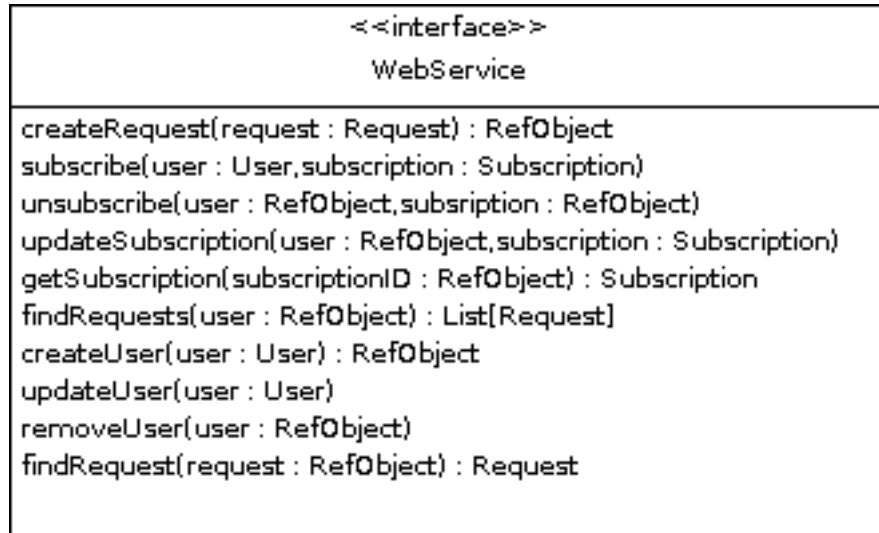 <<interface>>
WebService
createRequest(request : Request) : RefObject
subscribe(user : User,subscription : Subscription)
unsubscribe(user : RefObject,subsription : RefObject)
updateSubscription(user : RefObject,subscription : Subscription)
getSubscription(subscriptionID : RefObject) : Subscription
findRequests(user : RefObject) : List[Request]
createUser(user : User) : RefObject
updateUser(user : User)
removeUser(user : RefObject)
findRequest(request : RefObject) : Request